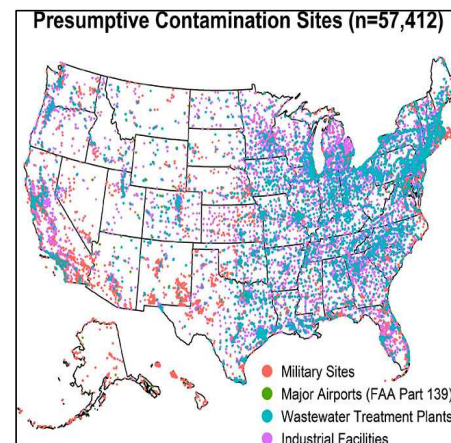 Presumptive Contamination Sites (n=57,412)
Military Sites
Major Airports (FAA Part 139)
Wastewater Treatment Plants
Industrial Facilities